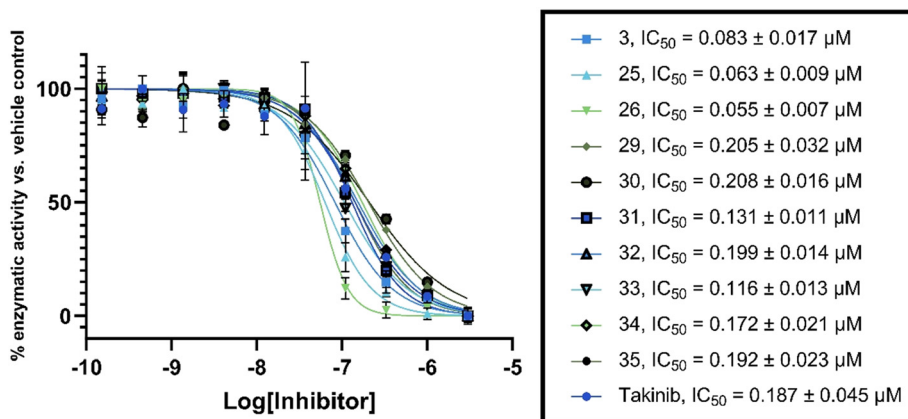 % enzymatic activity vs. vehicle control
100
50
0
-10 -9 -8 -7 -6 -5
Log[Inhibitor]
3, IC50 = 0.083 ± 0.017 µM
25, IC50 = 0.063 ± 0.009 µM
26, IC50 = 0.055 ± 0.007 µM
29, IC50 = 0.205 ± 0.032 µM
30, IC50 = 0.208 ± 0.016 µM
31, IC50 = 0.131 ± 0.011 µM
32, IC50 = 0.199 ± 0.014 µM
33, IC50 = 0.116 ± 0.013 µM
34, IC50 = 0.172 ± 0.021 µM
35, IC50 = 0.192 ± 0.023 µM
Takinib, IC50 = 0.187 ± 0.045 µM